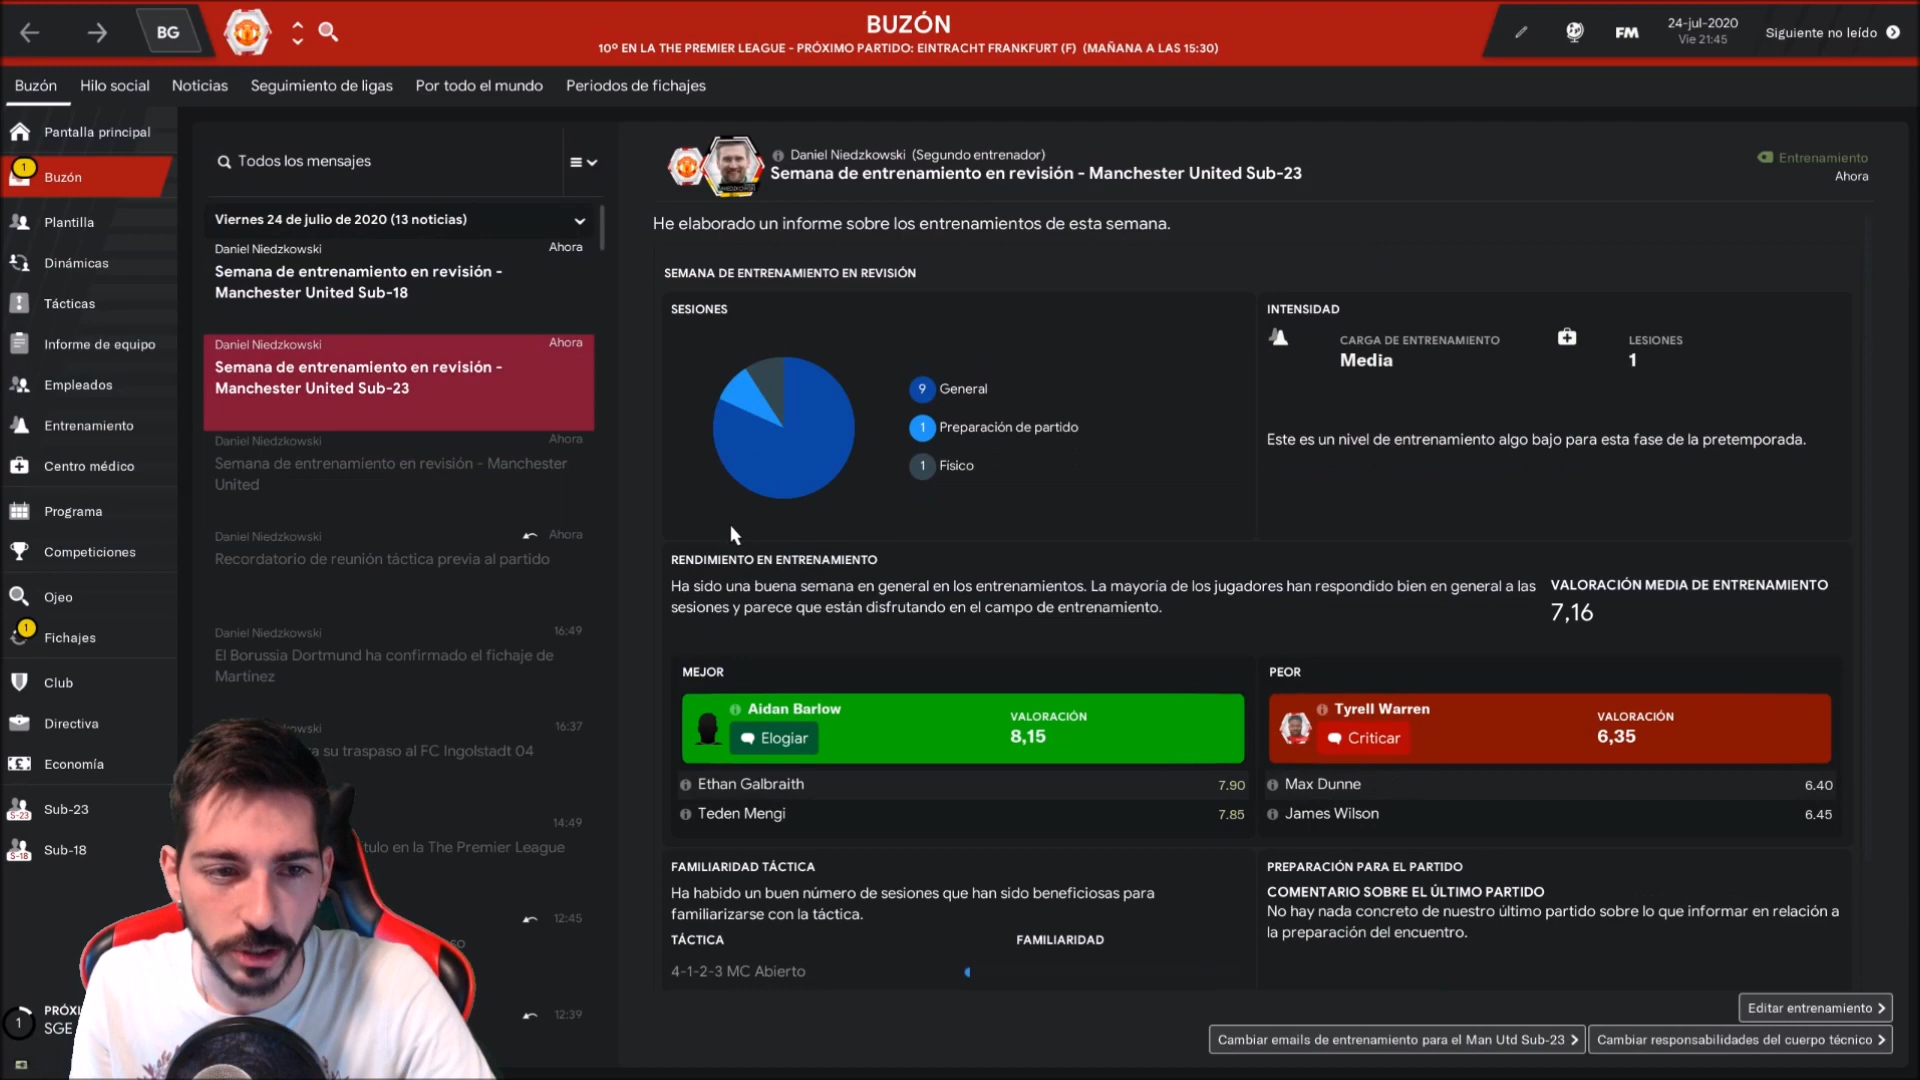 BG
BUZÓN
10º EN LA THE PREMIER LEAGUE - PRÓXIMO PARTIDO: EINTRACHT FRANKFURT (F) (MAÑANA A LAS 15:30)
FM
24-jul-2020
Vie 21:45
Siguiente no leído
Buzón
Hilo social
Noticias
Seguimiento de ligas
Por todo el mundo
Periodos de fichajes
Pantalla principal
1
Buzón
Plantilla
Dinámicas
Tácticas
Informe de equipo
Empleados
Entrenamiento
Centro médico
Programa
Competiciones
Ojeo
1
Fichajes
Club
Directiva
Economía
S-23
Sub-23
S-18
Sub-18
1
SGE
Todos los mensajes
Viernes 24 de julio de 2020 (13 noticias)
Daniel Niedzkowski Ahora
Semana de entrenamiento en revisión -
Manchester United Sub-18
Daniel Niedzkowski Ahora
Semana de entrenamiento en revisión -
Manchester United Sub-23
Daniel Niedzkowski Ahora
Semana de entrenamiento en revisión - Manchester
United
Daniel Niedzkowski Ahora
Recordatorio de reunión táctica previa al partido
Daniel Niedzkowski 16:49
El Borussia Dortmund ha confirmado el fichaje de
Martínez
16:37
su traspaso al FC Ingolstadt 04
14:49
en la The Premier League
12:45
12:39
Daniel Niedzkowski (Segundo entrenador)
Semana de entrenamiento en revisión - Manchester United Sub-23
Entrenamiento
Ahora
He elaborado un informe sobre los entrenamientos de esta semana.
SEMANA DE ENTRENAMIENTO EN REVISIÓN
SESIONES
9 General
1 Preparación de partido
1 Físico
INTENSIDAD
CARGA DE ENTRENAMIENTO
Media
LESIONES
1
Este es un nivel de entrenamiento algo bajo para esta fase de la pretemporada.
RENDIMIENTO EN ENTRENAMIENTO
Ha sido una buena semana en general en los entrenamientos. La mayoría de los jugadores han respondido bien en general a las
sesiones y parece que están disfrutando en el campo de entrenamiento.
VALORACIÓN MEDIA DE ENTRENAMIENTO
7,16
MEJOR
Aidan Barlow
Elogiar
VALORACIÓN
8,15
Ethan Galbraith 7.90
Teden Mengi 7.85
PEOR
Tyrell Warren
Criticar
VALORACIÓN
6,35
Max Dunne 6.40
James Wilson 6.45
FAMILIARIDAD TÁCTICA
Ha habido un buen número de sesiones que han sido beneficiosas para
familiarizarse con la táctica.
TÁCTICA FAMILIARIDAD
4-1-2-3 MC Abierto
PREPARACIÓN PARA EL PARTIDO
COMENTARIO SOBRE EL ÚLTIMO PARTIDO
No hay nada concreto de nuestro último partido sobre lo que informar en relación a
la preparación del encuentro.
Editar entrenamiento
Cambiar emails de entrenamiento para el Man Utd Sub-23
Cambiar responsabilidades del cuerpo técnico